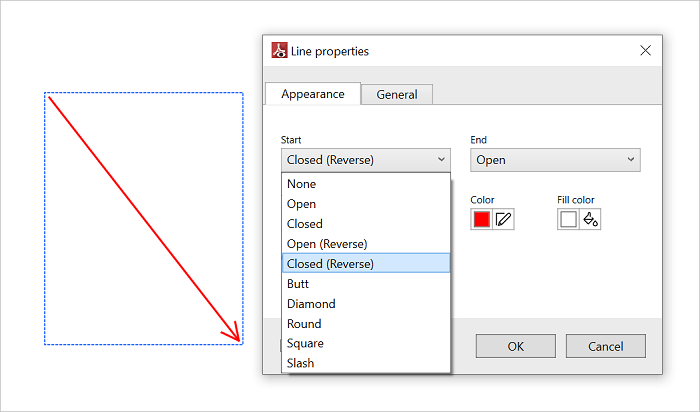 Line properties
Appearance
General
Start
End
Closed (Reverse)
Open
None
Open
Closed
Open (Reverse)
Closed (Reverse)
Butt
Diamond
Round
Square
Slash
Color
Fill color
OK
Cancel